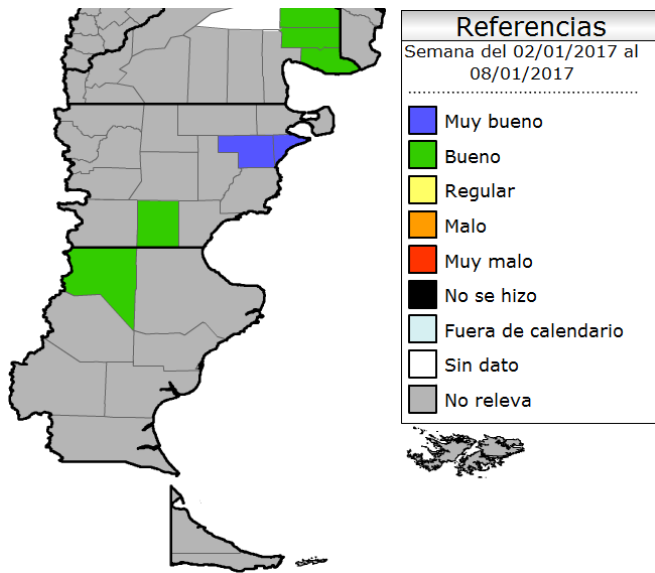 Referencias
Semana del 02/01/2017 al
08/01/2017
Muy bueno
Bueno
Regular
Malo
Muy malo
No se hizo
Fuera de calendario
Sin dato
No releva